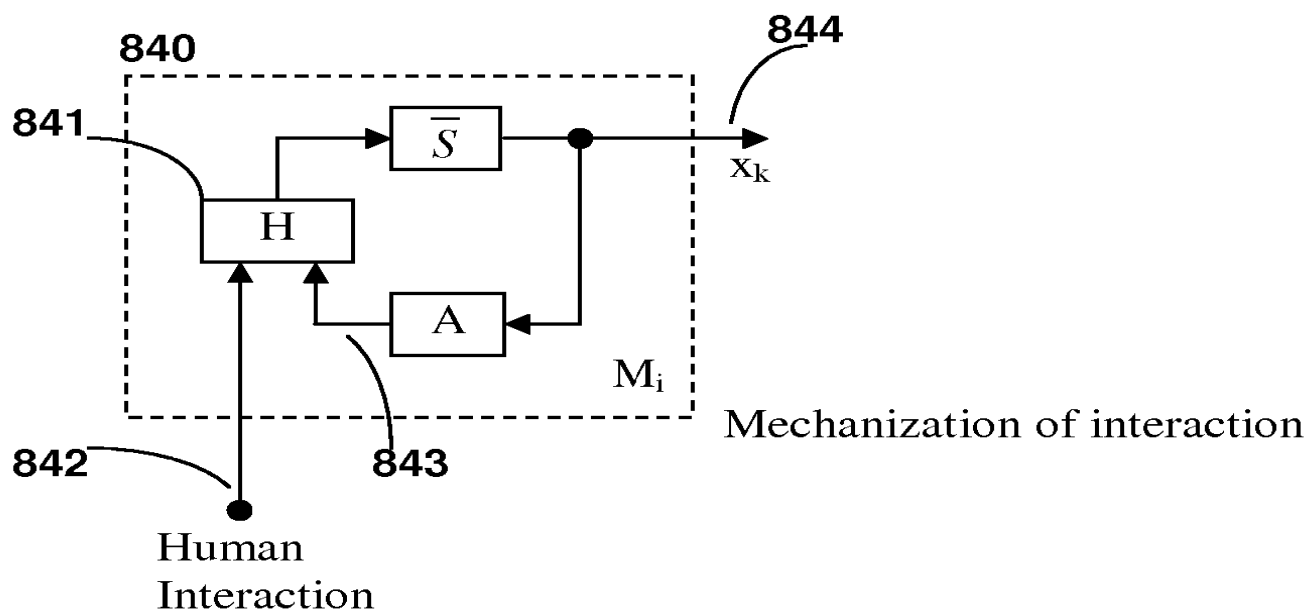 840
844
841
S̅
x_k
H
A
M_i
Mechanization of interaction
842
843
Human
Interaction